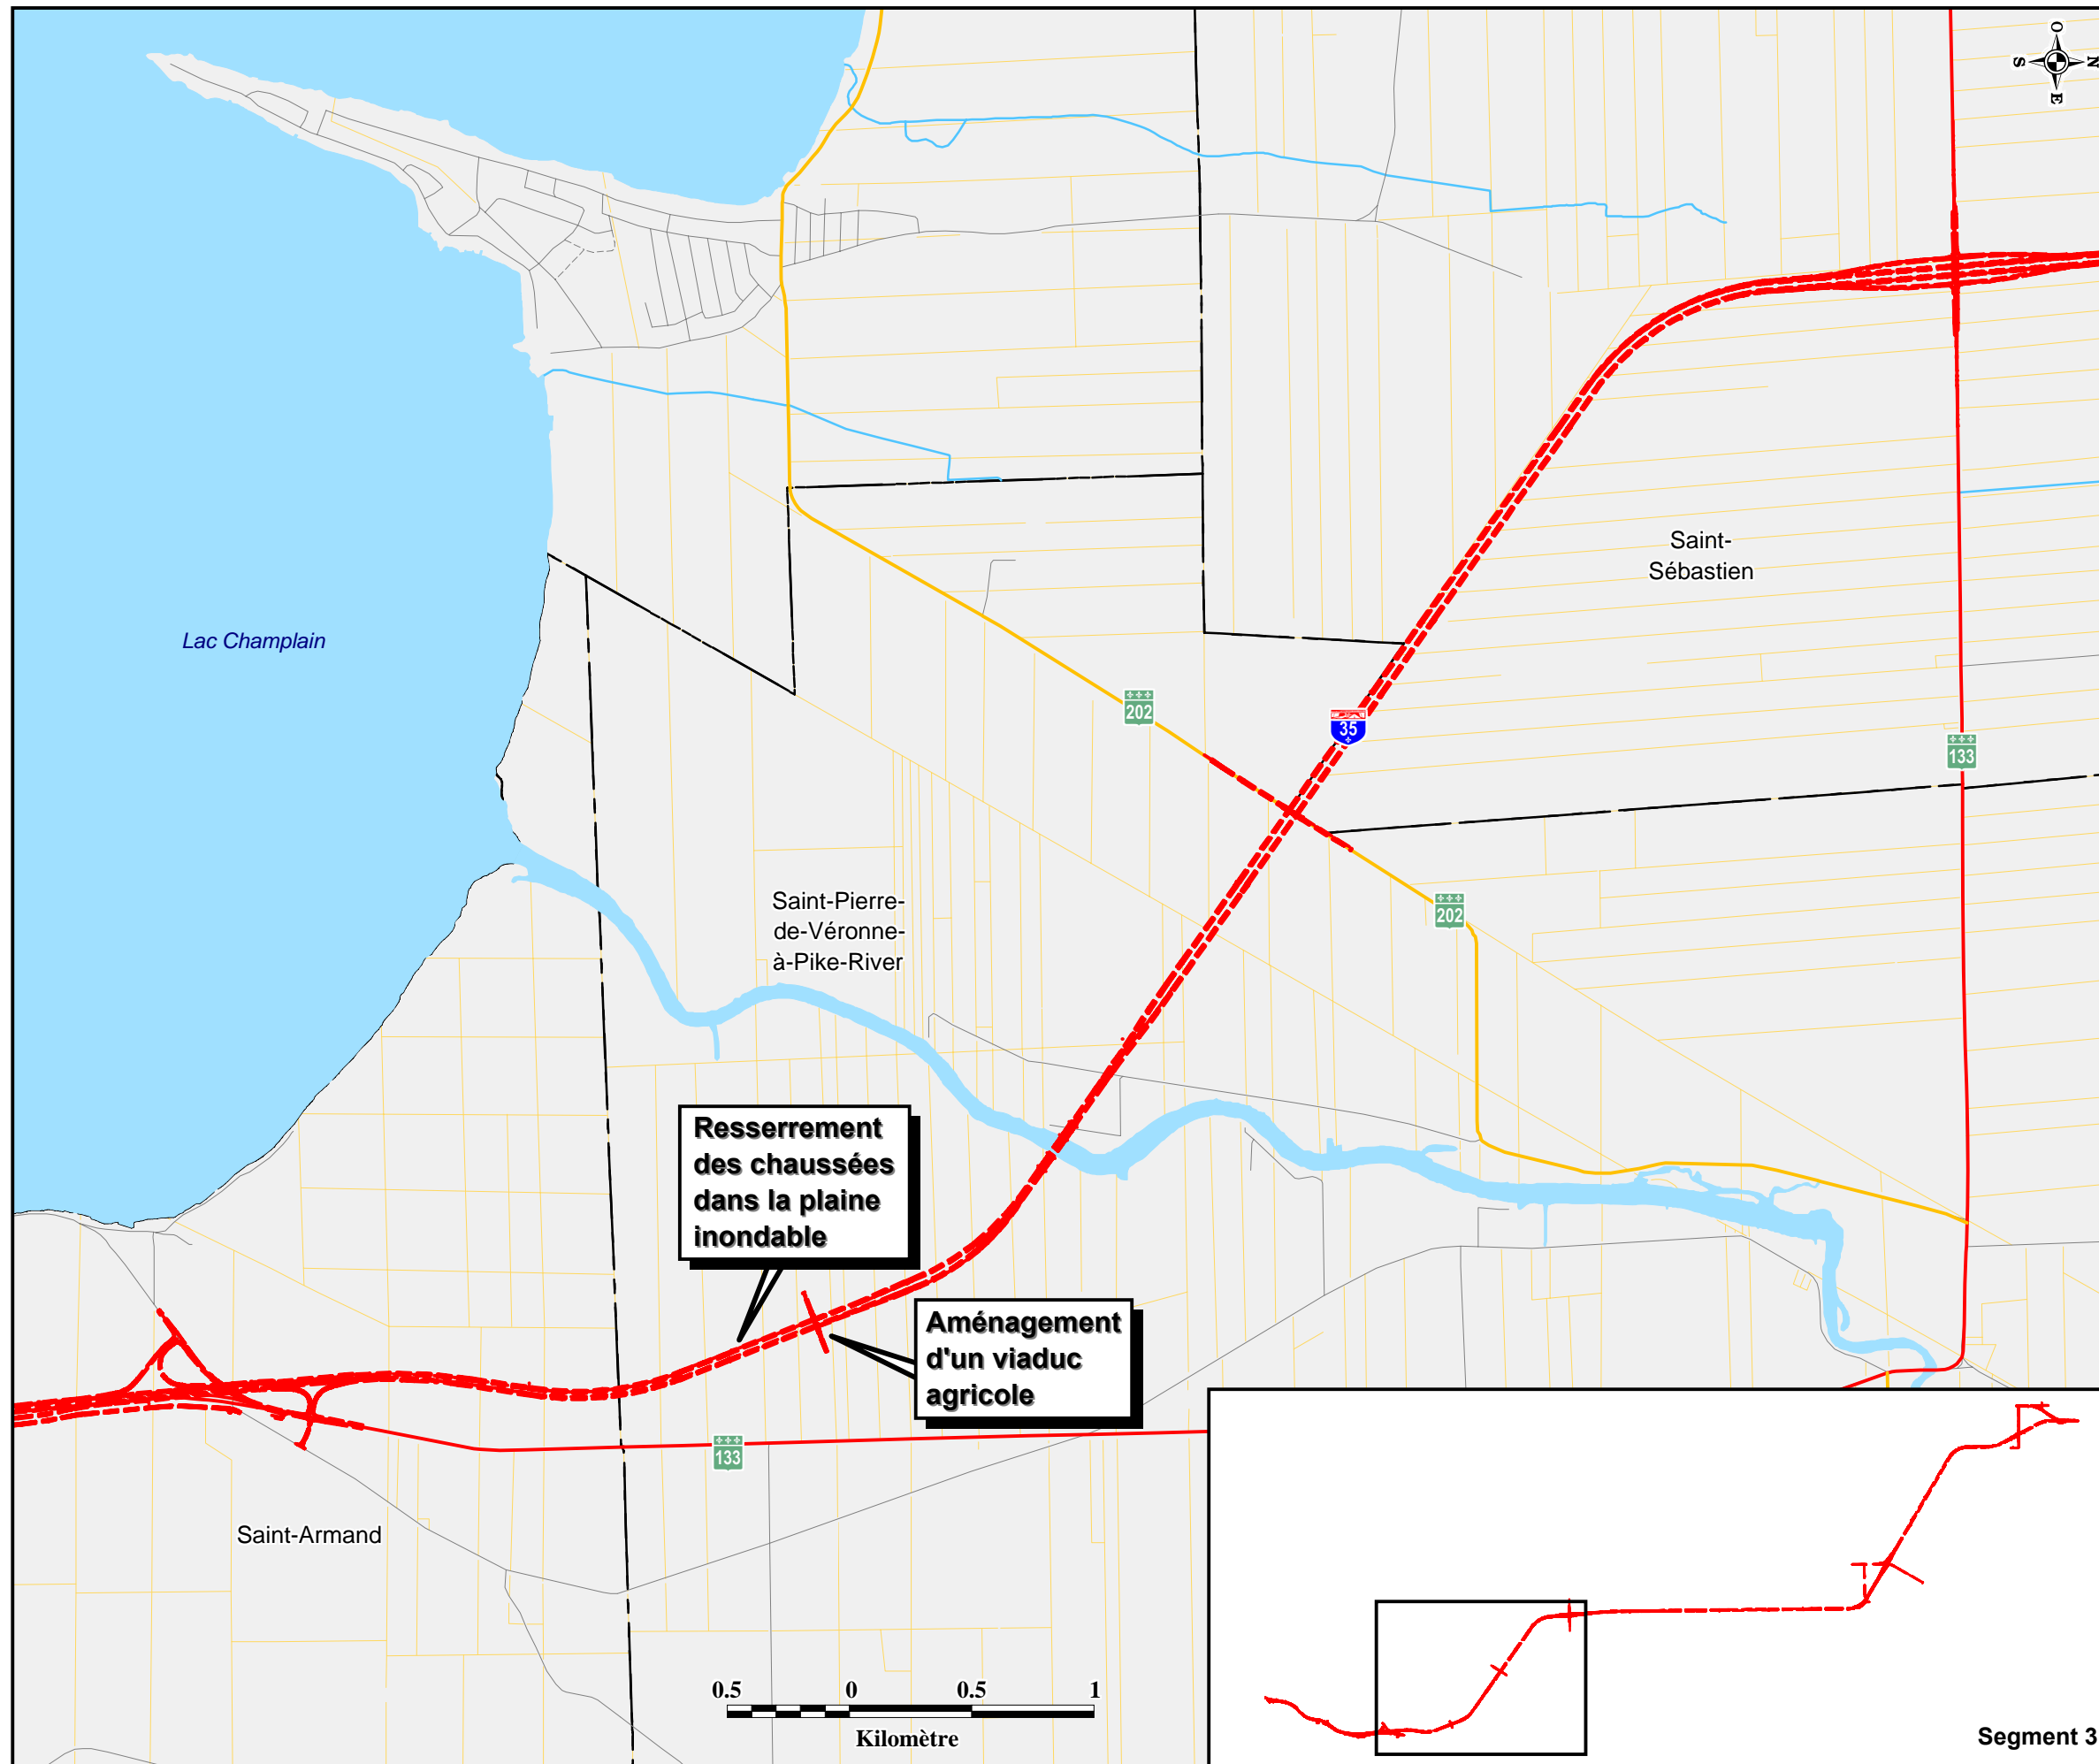 O
S
N
E
Saint-
Sébastien
Lac Champlain
202
35
133
202
Saint-Pierre-
de-Véronne-
à-Pike-River
Resserrement
des chaussées
dans la plaine
inondable
Aménagement
d'un viaduc
agricole
133
Saint-Armand
0.5 0 0.5 1
Kilomètre
Segment 3